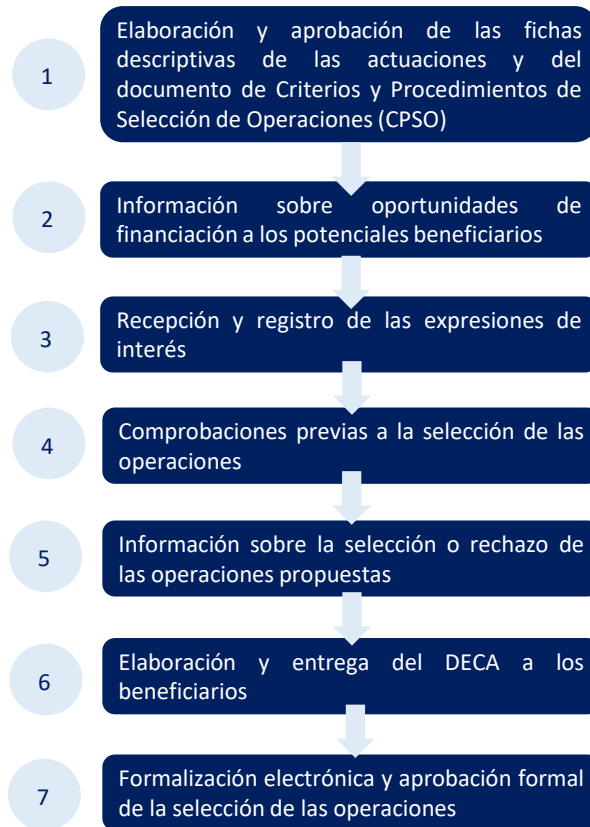 1
Elaboración y aprobación de las fichas
descriptivas de las actuaciones y del
documento de Criterios y Procedimientos de
Selección de Operaciones (CPSO)
2
Información sobre oportunidades de
financiación a los potenciales beneficiarios
3
Recepción y registro de las expresiones de
interés
4
Comprobaciones previas a la selección de las
operaciones
5
Información sobre la selección o rechazo de
las operaciones propuestas
6
Elaboración y entrega del DECA a los
beneficiarios
7
Formalización electrónica y aprobación formal
de la selección de las operaciones